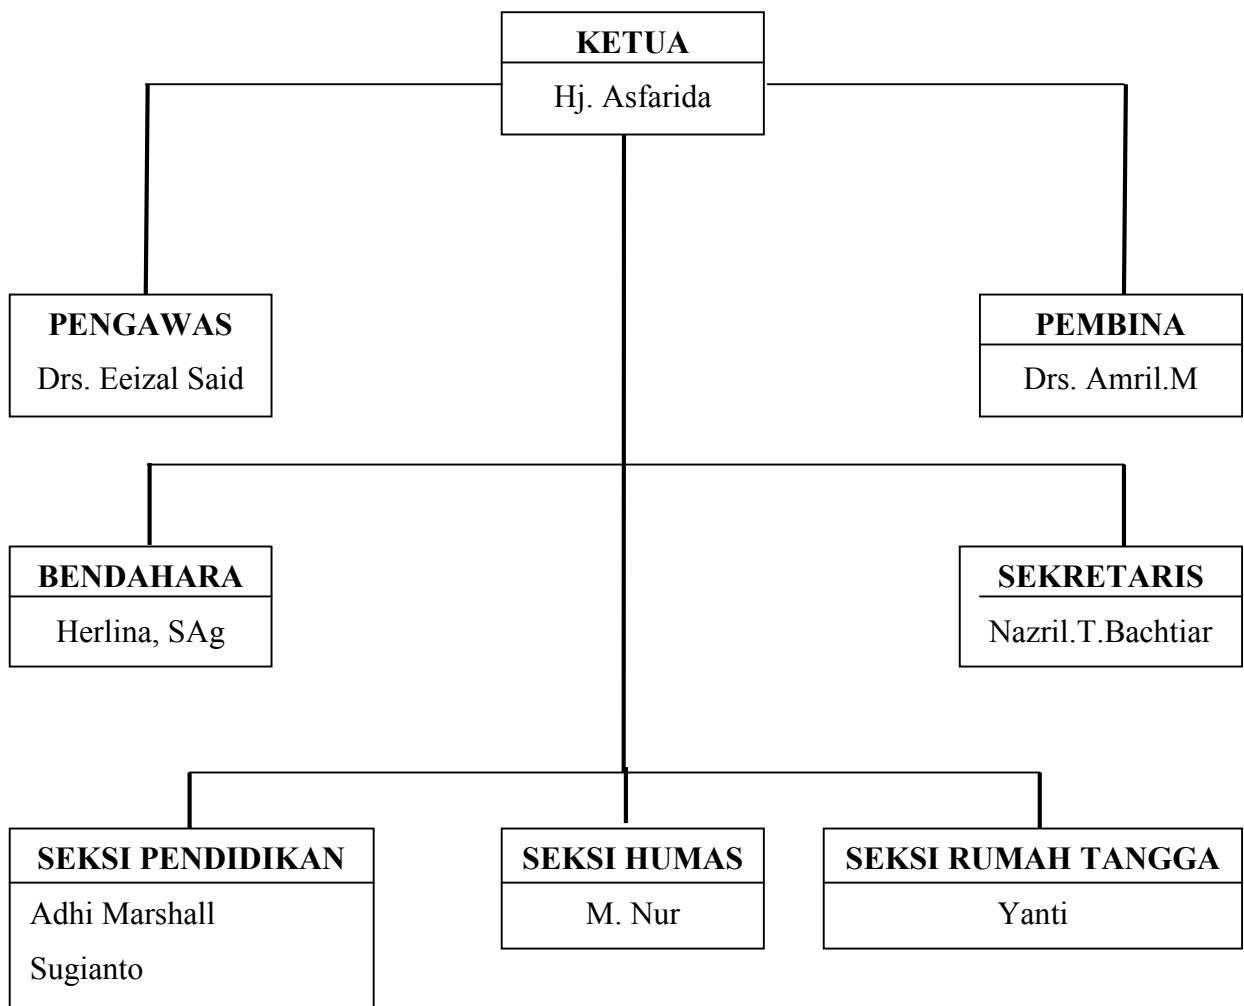 KETUA
Hj. Asfarida
PENGAWAS
Drs. Eeizal Said
PEMBINA
Drs. Amril.M
BENDAHARA
Herlina, SAg
SEKRETARIS
Nazril.T.Bachtiar
SEKSI PENDIDIKAN
Adhi Marshall
Sugianto
SEKSI HUMAS
M. Nur
SEKSI RUMAH TANGGA
Yanti